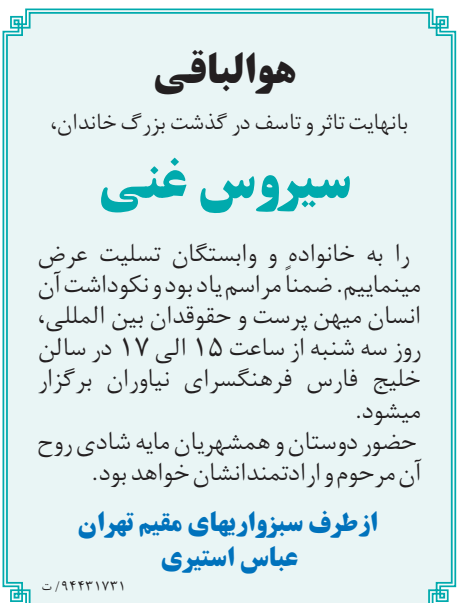 هوالباقی
بانهایت تاثر و تاسف در گذشت بزرگ خاندان،
سیروس غنی
را به خانواده و وابستگان تسلیت عرض
مینماییم. ضمناً مراسم یاد بود و نکوداشت آن
انسان میهن پرست و حقوقدان بین المللی،
روز سه شنبه از ساعت ۱۵ الی ۱۷ در سالن
خلیج فارس فرهنگسرای نیاوران برگزار
میشود.
حضور دوستان و همشهریان مایه شادی روح
آن مرحوم و ارادتمندانشان خواهد بود.
ازطرف سبزواریهای مقیم تهران
عباس استیری
۹۴۴۳۱۷۳۱/ ت